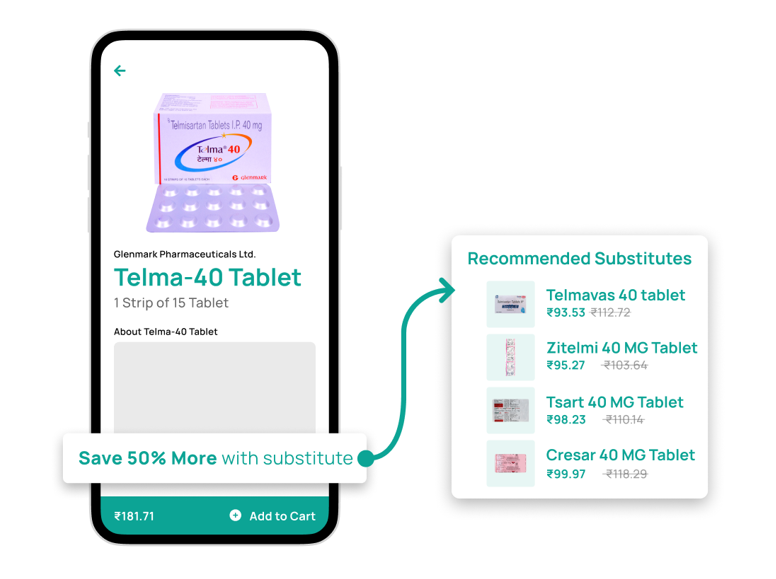 Telmisartan Tablets I.P. 40 mg
Telma® 40
टेल्मा ४०
GLENMARK
Glenmark Pharmaceuticals Ltd.
Telma-40 Tablet
1 Strip of 15 Tablet
About Telma-40 Tablet
Save 50% More with substitute
₹181.71
Add to Cart
Recommended Substitutes
Telmavas 40 tablet
₹93.53 ₹112.72
Zitelmi 40 MG Tablet
₹95.27 ₹103.64
Tsart 40 MG Tablet
₹98.23 ₹110.14
Cresar 40 MG Tablet
₹99.97 ₹118.29